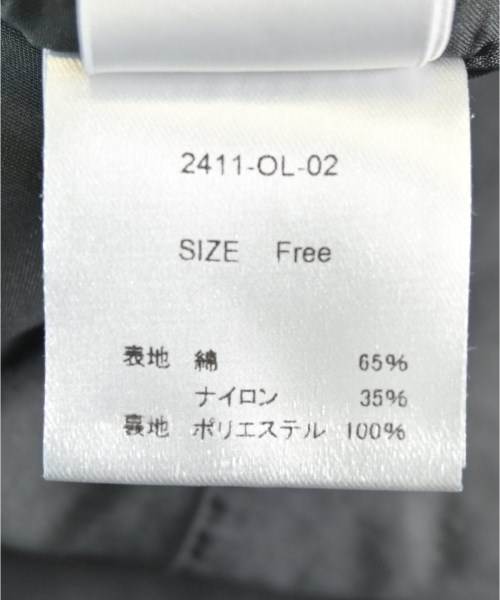 2411-OL-02
SIZE Free
表地 綿 65%
ナイロン 35%
裏地 ポリエステル 100%